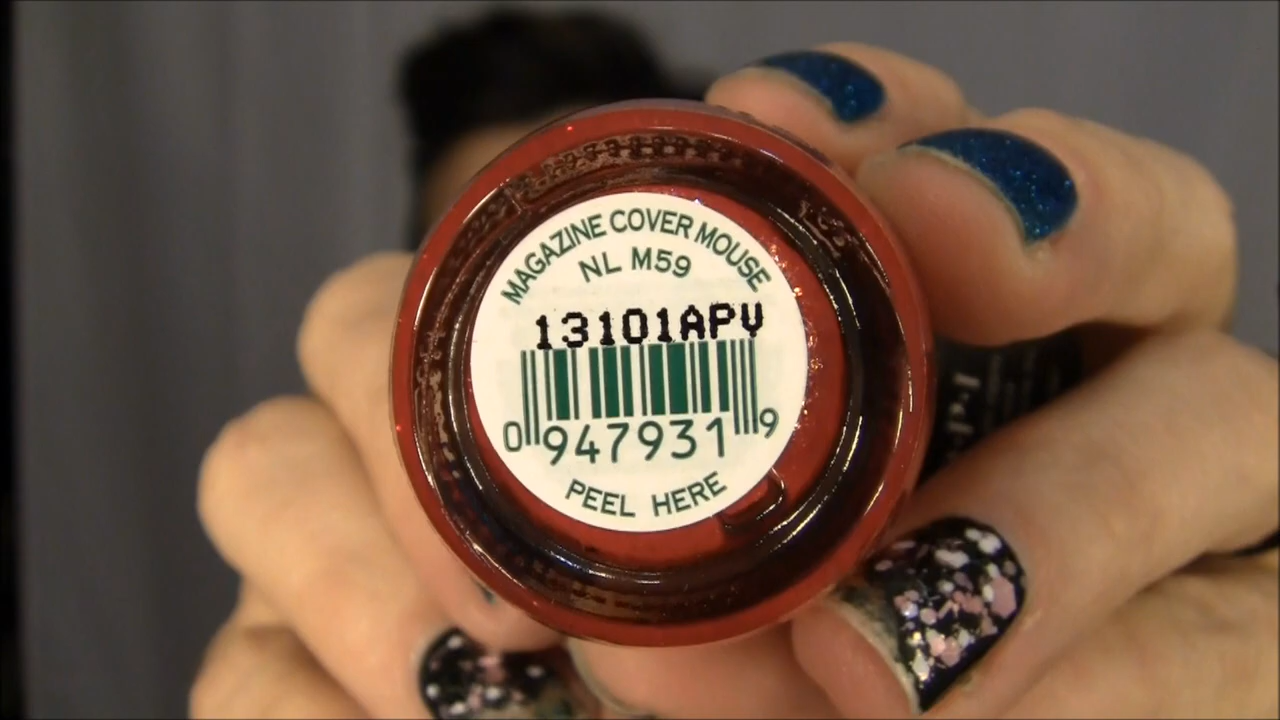 MAGAZINE COVER MOUSE
NL M59
13101APV
0 947931 9
PEEL HERE